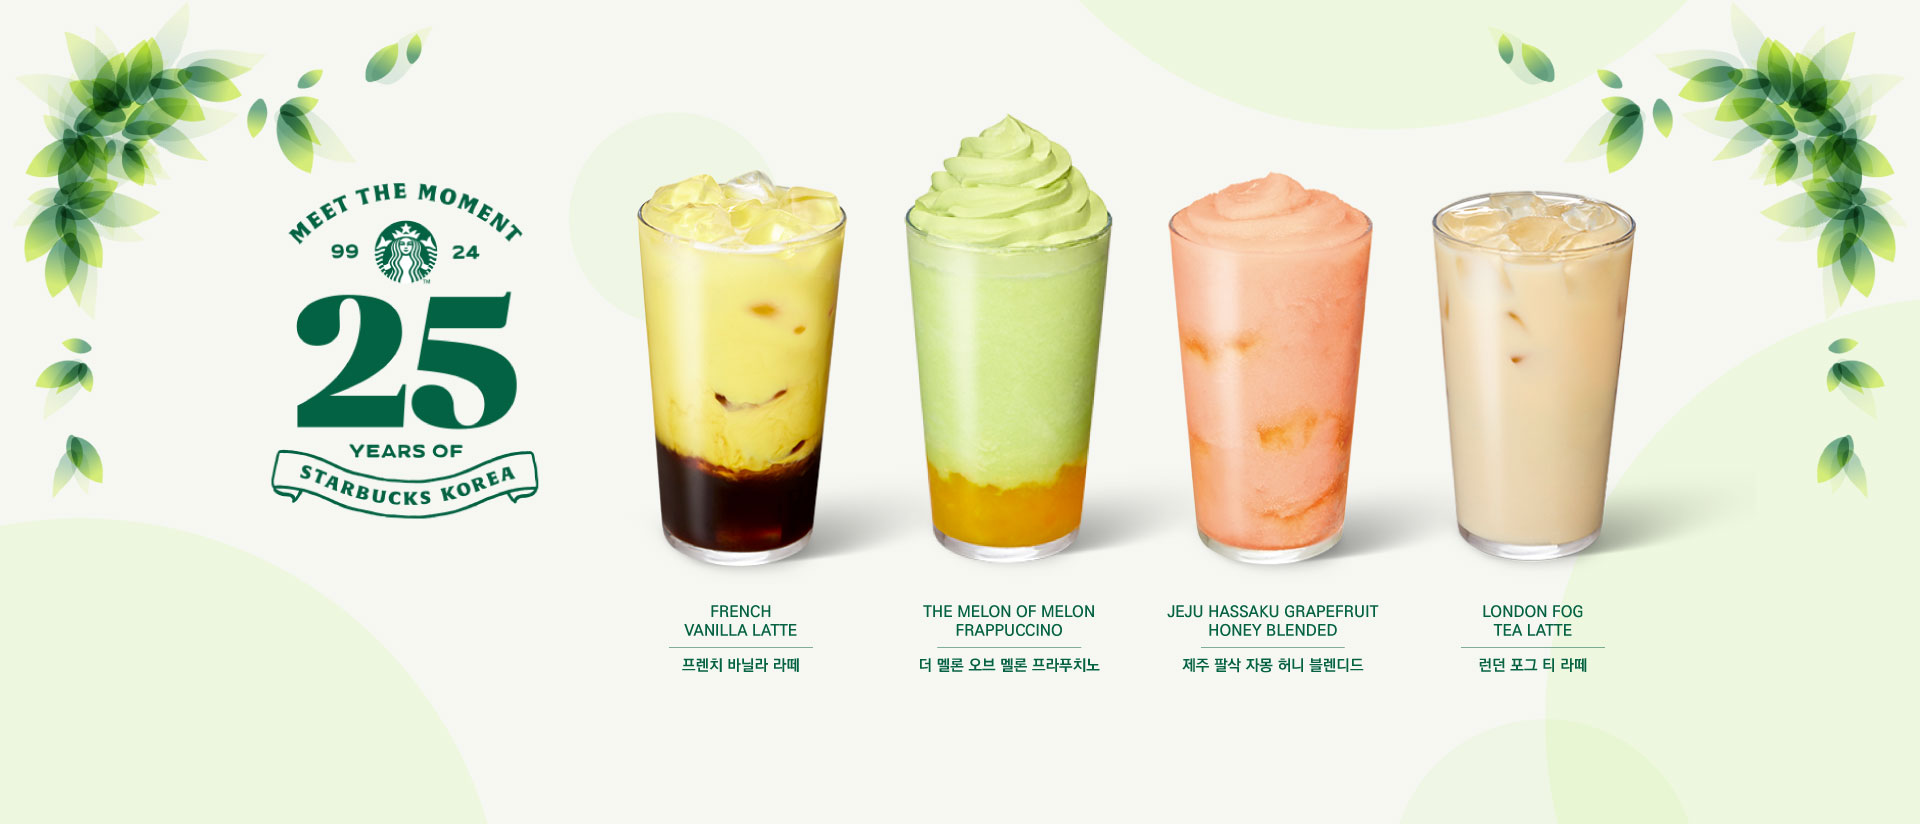 MEET THE MOMENT
99 24
TM
25
YEARS OF
STARBUCKS KOREA
FRENCH
VANILLA LATTE
프렌치 바닐라 라떼
THE MELON OF MELON
FRAPPUCCINO
더 멜론 오브 멜론 프라푸치노
JEJU HASSAKU GRAPEFRUIT
HONEY BLENDED
제주 팔삭 자몽 허니 블렌디드
LONDON FOG
TEA LATTE
런던 포그 티 라떼